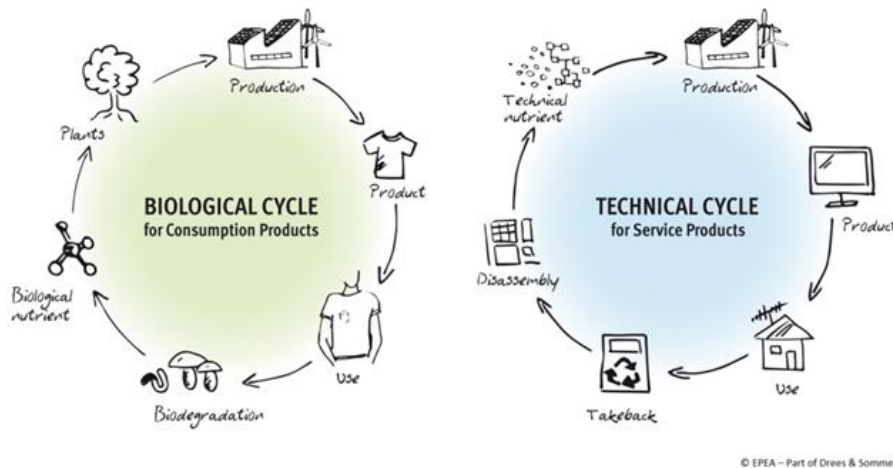 Production
Plants
Product
BIOLOGICAL CYCLE
for Consumption Products
Biological
nutrient
Use
Biodegradation
Production
Technical
nutrient
Product
TECHNICAL CYCLE
for Service Products
Disassembly
Use
Takeback
© EPEA – Part of Drees & Somme